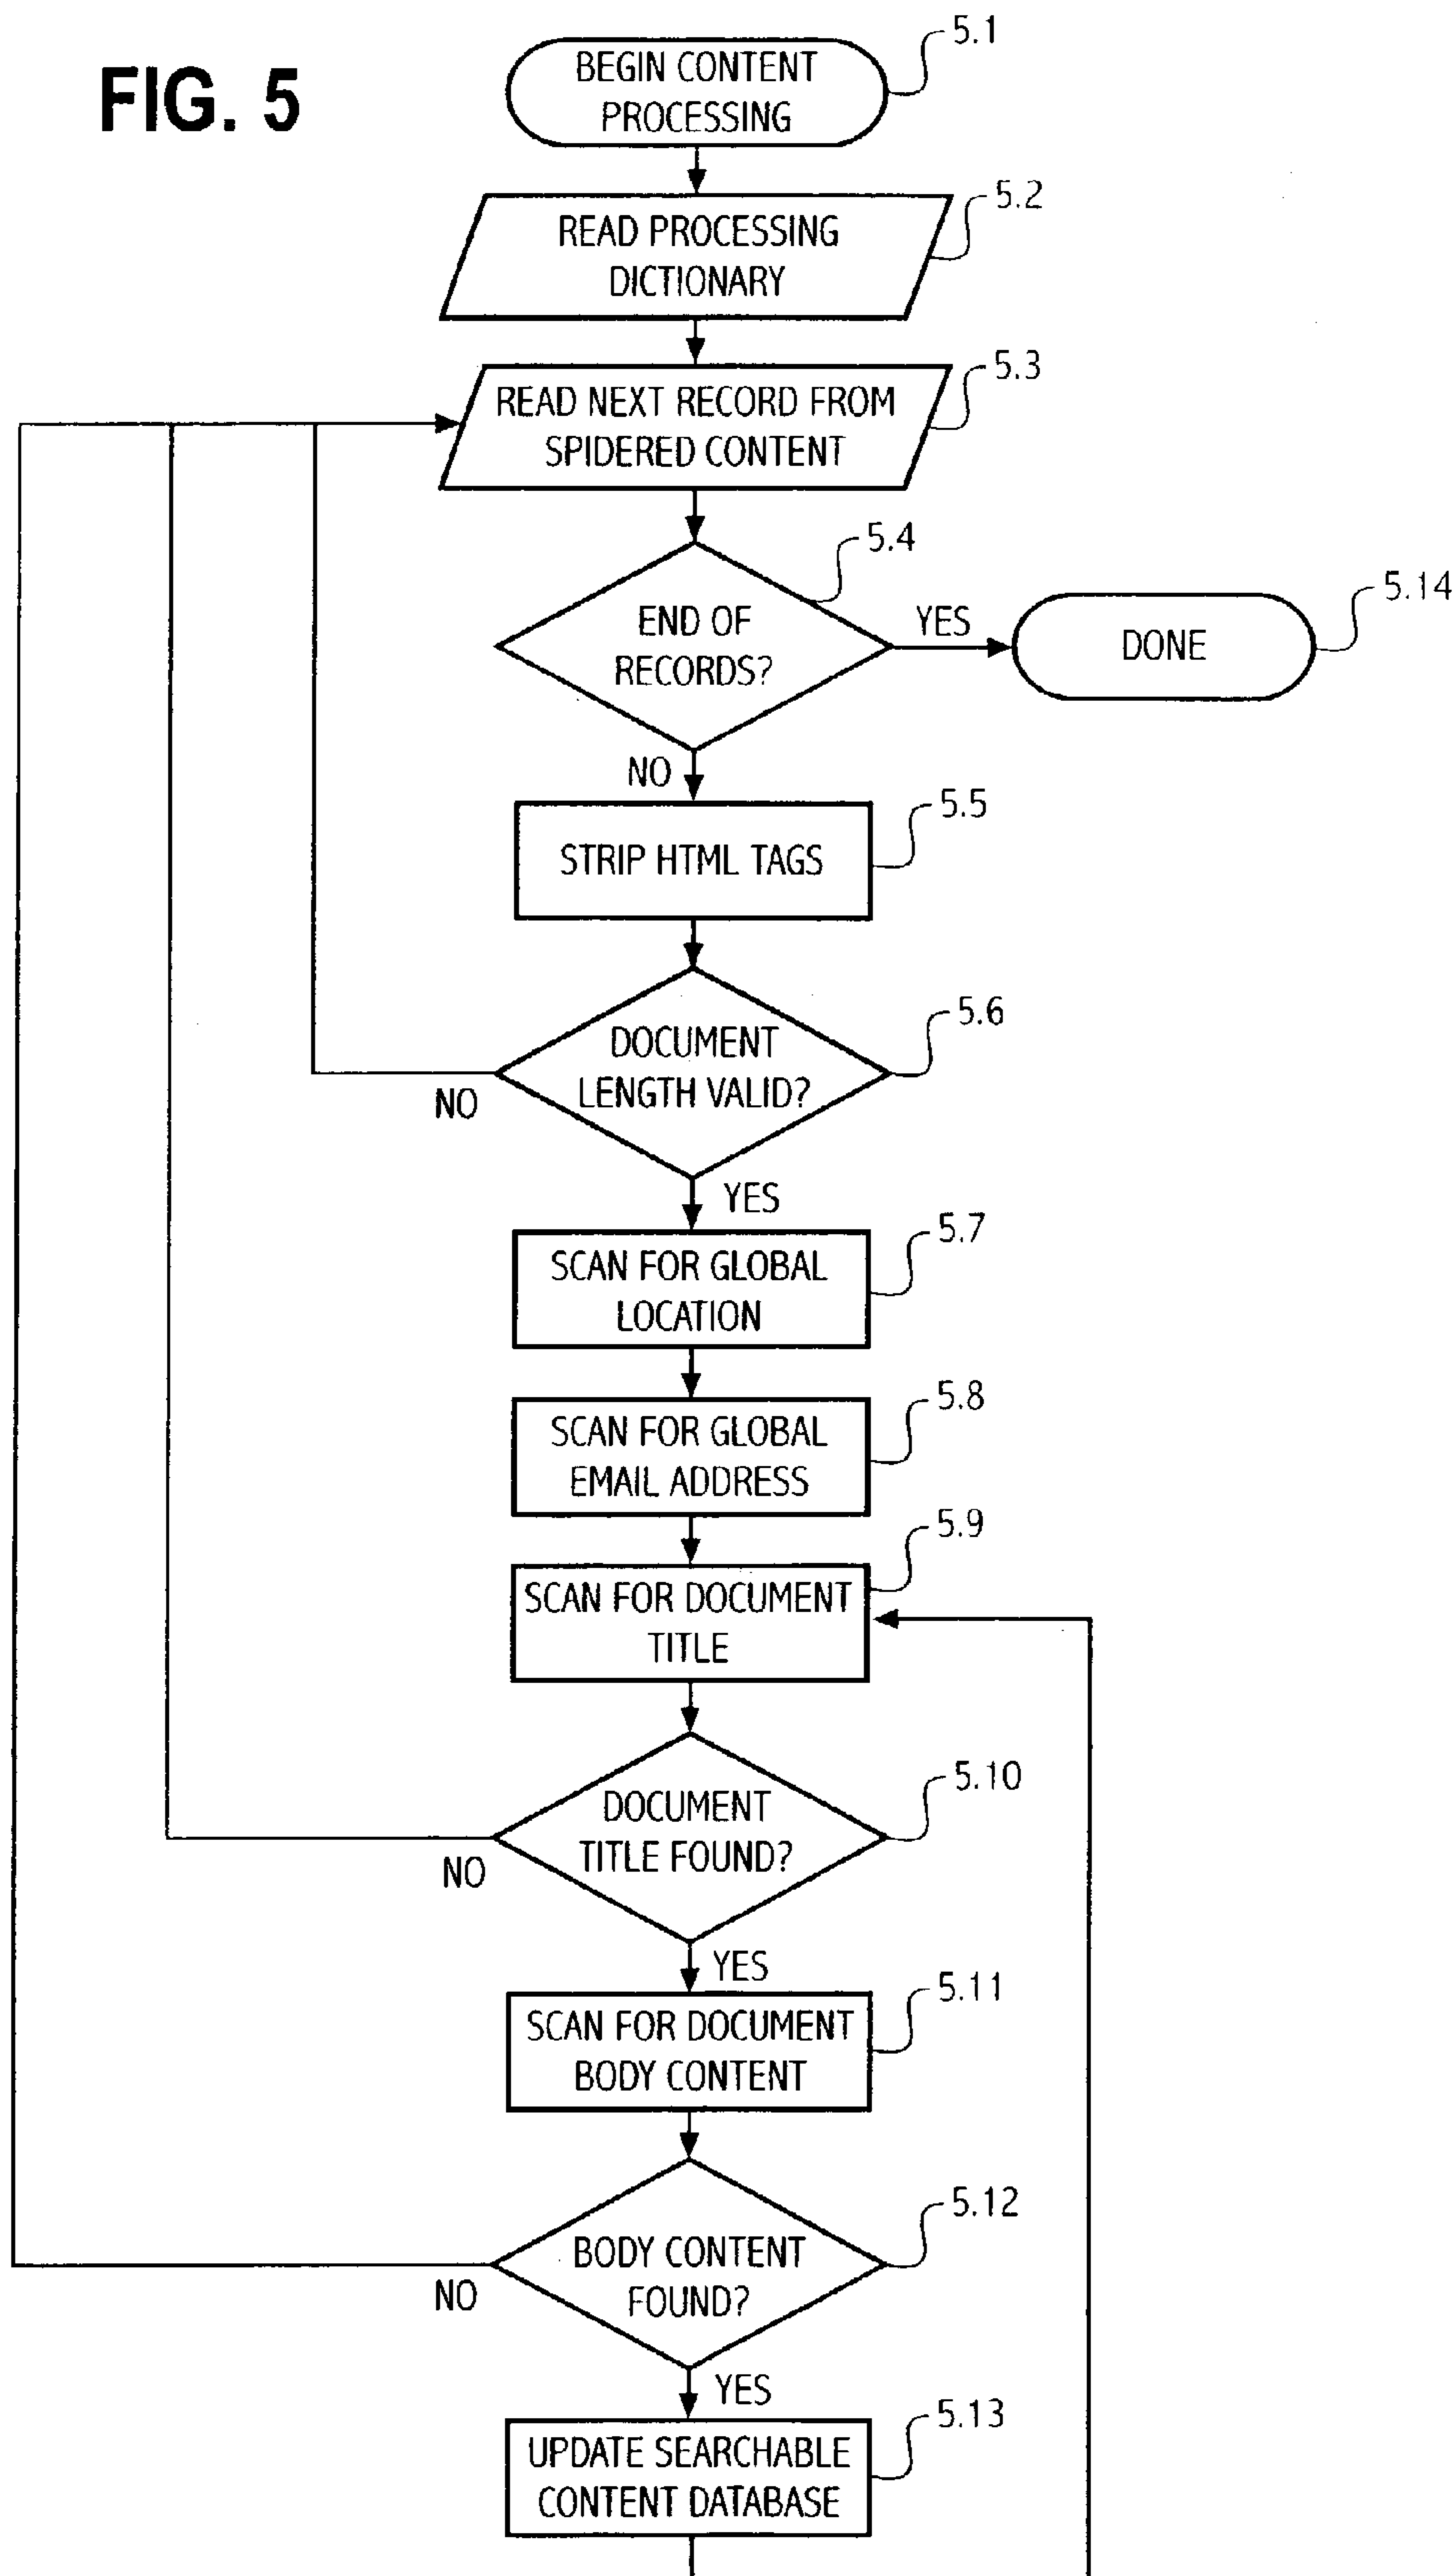 FIG. 5
BEGIN CONTENT
PROCESSING
5.1
READ PROCESSING
DICTIONARY
5.2
READ NEXT RECORD FROM
SPIDERED CONTENT
5.3
END OF
RECORDS?
5.4
YES
DONE
5.14
NO
STRIP HTML TAGS
5.5
DOCUMENT
LENGTH VALID?
5.6
NO
YES
SCAN FOR GLOBAL
LOCATION
5.7
SCAN FOR GLOBAL
EMAIL ADDRESS
5.8
SCAN FOR DOCUMENT
TITLE
5.9
DOCUMENT
TITLE FOUND?
5.10
NO
YES
SCAN FOR DOCUMENT
BODY CONTENT
5.11
BODY CONTENT
FOUND?
5.12
NO
YES
UPDATE SEARCHABLE
CONTENT DATABASE
5.13